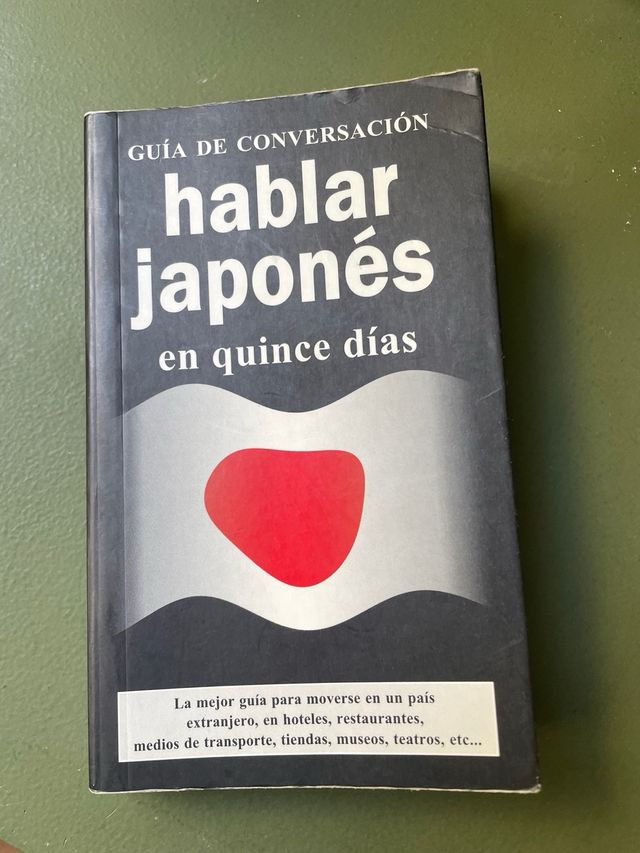 GUÍA DE CONVERSACIÓN
hablar
japonés
en quince días
La mejor guía para moverse en un país
extranjero, en hoteles, restaurantes,
medios de transporte, tiendas, museos, teatros, etc...